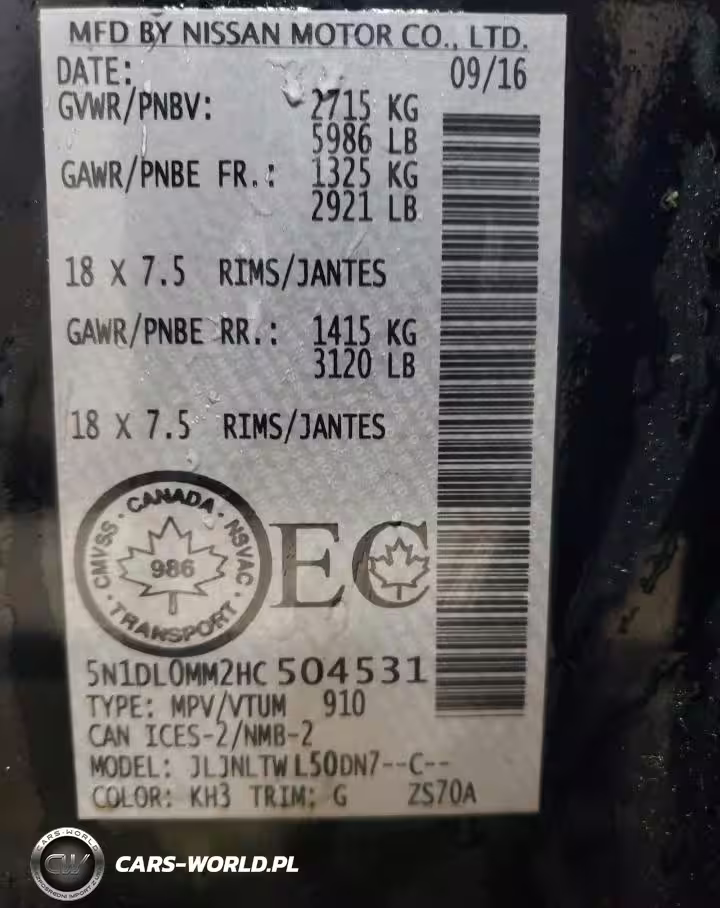 MFD BY NISSAN MOTOR CO., LTD.
DATE: 09/16
GVWR/PNBV: 2715 KG
5986 LB
GAWR/PNBE FR.: 1325 KG
2921 LB
18 X 7.5 RIMS/JANTES
GAWR/PNBE RR.: 1415 KG
3120 LB
18 X 7.5 RIMS/JANTES
CANADA · NSVAC · TRANSPORT · CMVSS ·
986
EC
5N1DL0MM2HC 504531
TYPE: MPV/VTUM 910
CAN ICES-2/NMB-2
MODEL: JLJNLTW L50DN7--C--
COLOR: KH3 TRIM: G ZS70A
CARS-WORLD
CW
CARS-WORLD.PL